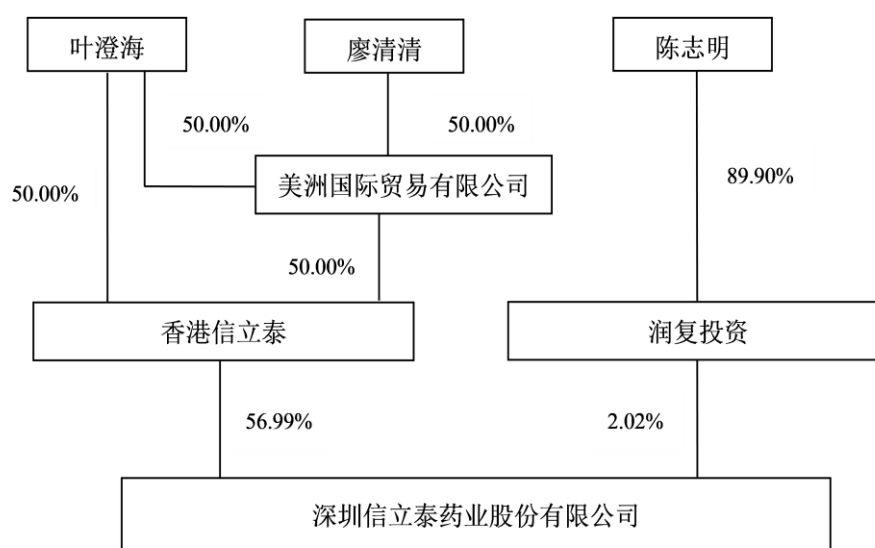 叶澄海
廖清清
陈志明
50.00%
50.00%
50.00%
美洲国际贸易有限公司
89.90%
50.00%
香港信立泰
润复投资
56.99%
2.02%
深圳信立泰药业股份有限公司